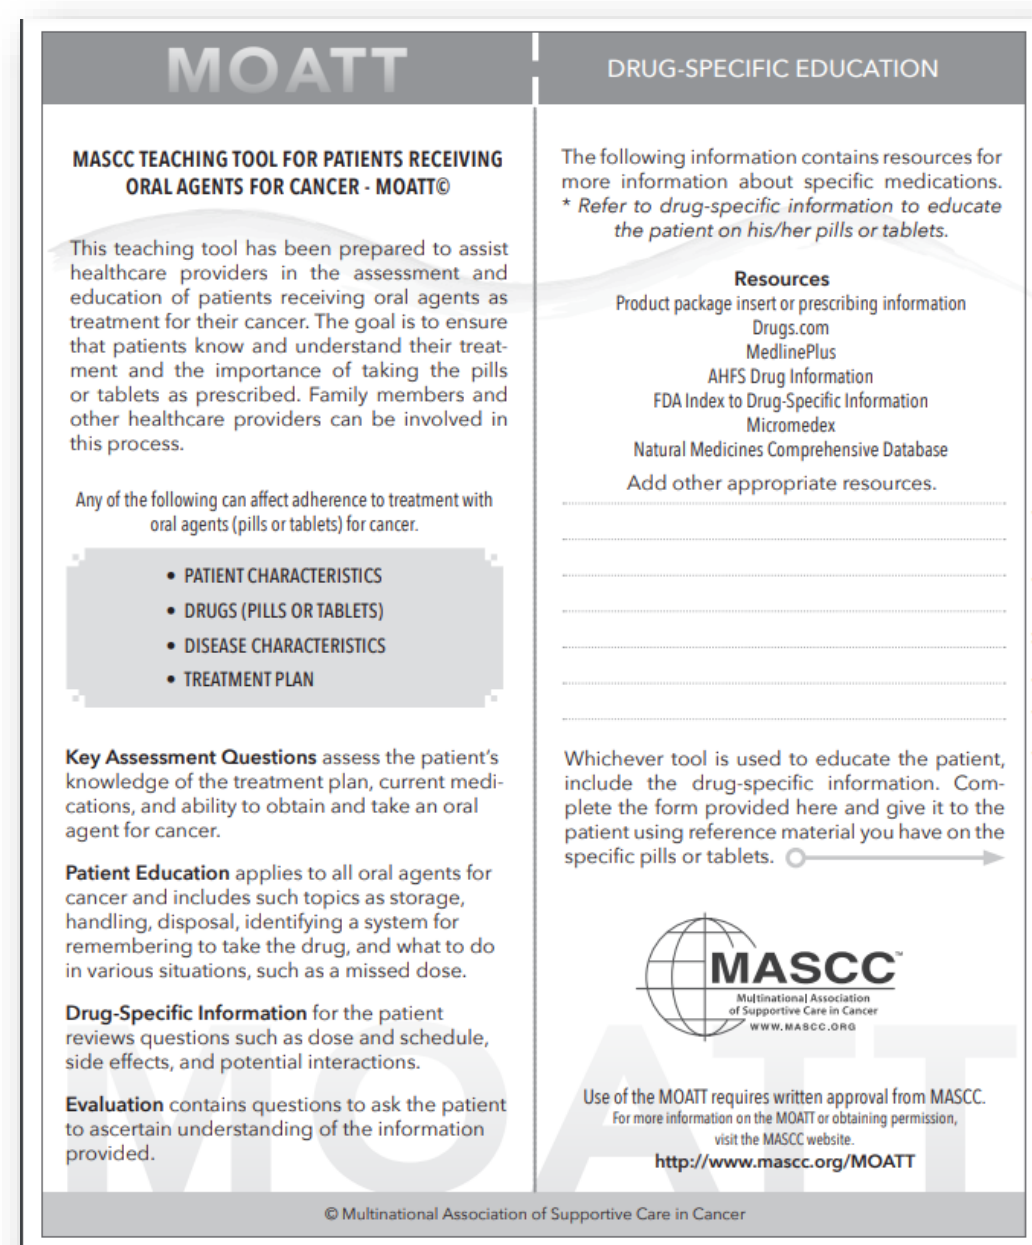 MOATT
MASCC TEACHING TOOL FOR PATIENTS RECEIVING
ORAL AGENTS FOR CANCER - MOATT©
This teaching tool has been prepared to assist
healthcare providers in the assessment and
education of patients receiving oral agents as
treatment for their cancer. The goal is to ensure
that patients know and understand their treat-
ment and the importance of taking the pills
or tablets as prescribed. Family members and
other healthcare providers can be involved in
this process.
Any of the following can affect adherence to treatment with
oral agents (pills or tablets) for cancer.
• PATIENT CHARACTERISTICS
• DRUGS (PILLS OR TABLETS)
• DISEASE CHARACTERISTICS
• TREATMENT PLAN
Key Assessment Questions assess the patient's
knowledge of the treatment plan, current medi-
cations, and ability to obtain and take an oral
agent for cancer.
Patient Education applies to all oral agents for
cancer and includes such topics as storage,
handling, disposal, identifying a system for
remembering to take the drug, and what to do
in various situations, such as a missed dose.
Drug-Specific Information for the patient
reviews questions such as dose and schedule,
side effects, and potential interactions.
Evaluation contains questions to ask the patient
to ascertain understanding of the information
provided.
DRUG-SPECIFIC EDUCATION
The following information contains resources for
more information about specific medications.
* Refer to drug-specific information to educate
the patient on his/her pills or tablets.
Resources
Product package insert or prescribing information
Drugs.com
MedlinePlus
AHFS Drug Information
FDA Index to Drug-Specific Information
Micromedex
Natural Medicines Comprehensive Database
Add other appropriate resources.
Whichever tool is used to educate the patient,
include the drug-specific information. Com-
plete the form provided here and give it to the
patient using reference material you have on the
specific pills or tablets.
MASCC™
Multinational Association
of Supportive Care in Cancer
WWW.MASCC.ORG
Use of the MOATT requires written approval from MASCC.
For more information on the MOATT or obtaining permission,
visit the MASCC website.
http://www.mascc.org/MOATT
MOATT
© Multinational Association of Supportive Care in Cancer